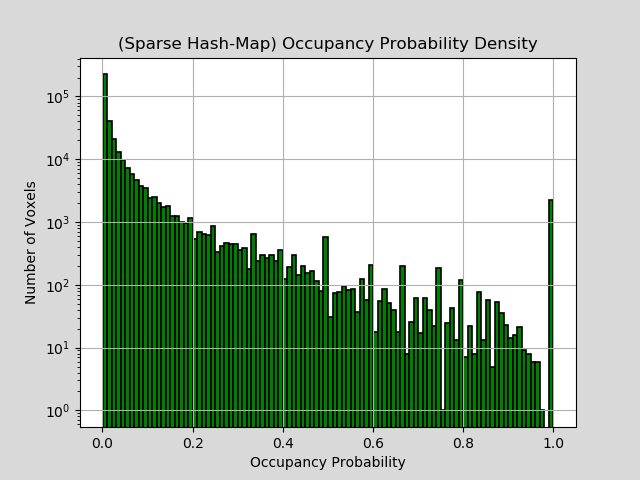 (Sparse Hash-Map) Occupancy Probability Density
Number of Voxels
10^5
10^4
10^3
10^2
10^1
10^0
0.0 0.2 0.4 0.6 0.8 1.0
Occupancy Probability